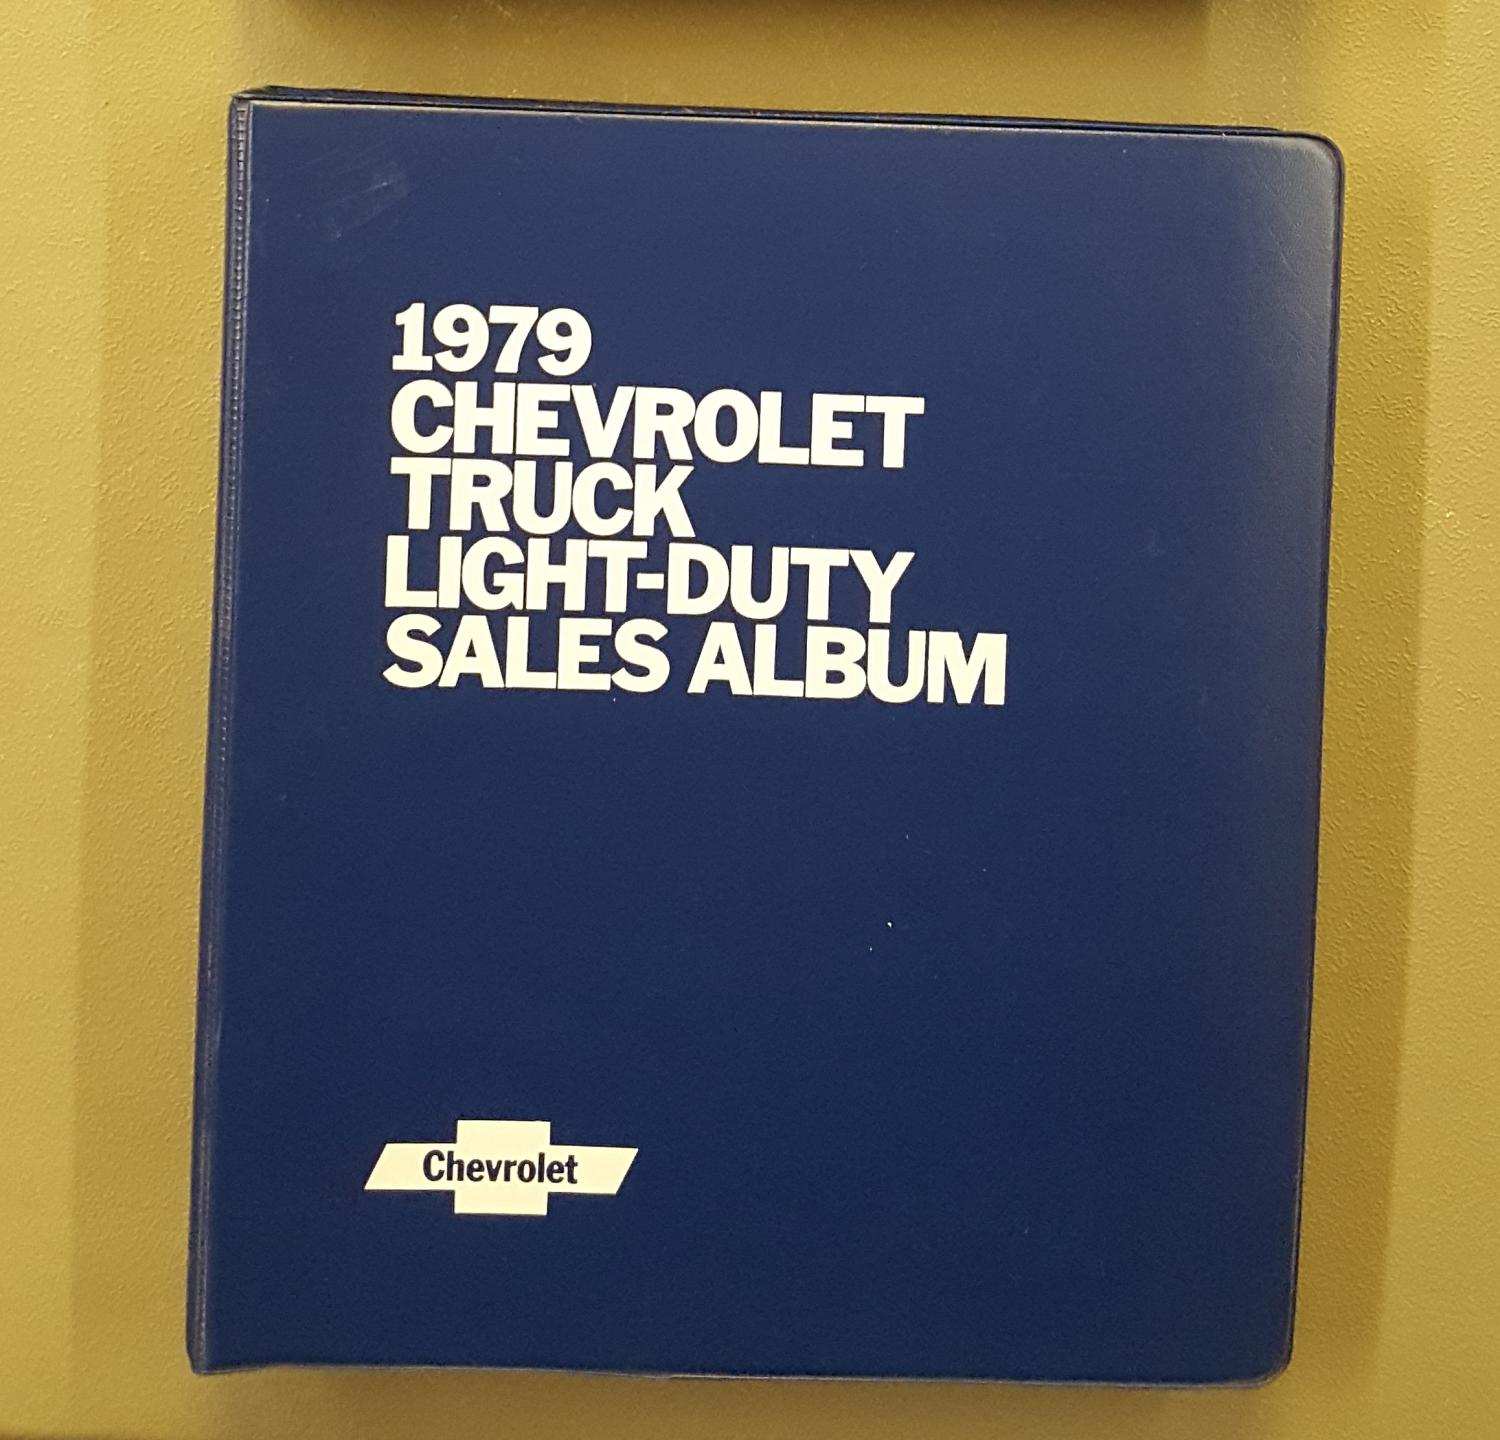 1979
CHEVROLET
TRUCK
LIGHT-DUTY
SALES ALBUM
Chevrolet